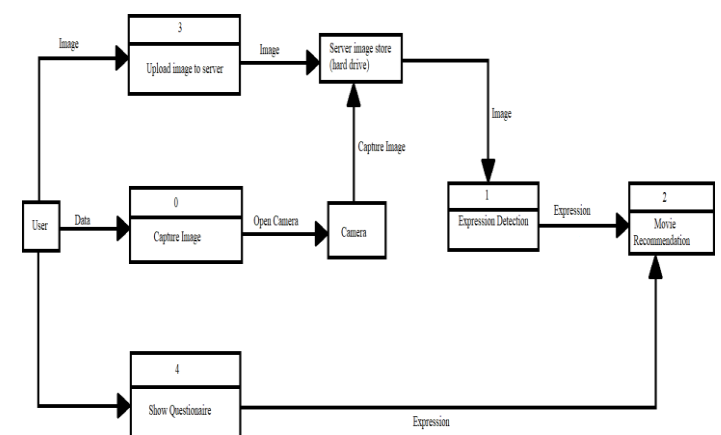 3
Image
Upload image to server
Image
Server image store
(hard drive)
Image
Capture Image
User
Data
0
Capture Image
Open Camera
Camera
1
Expression Detection
Expression
2
Movie
Recommendation
4
Show Questionaire
Expression